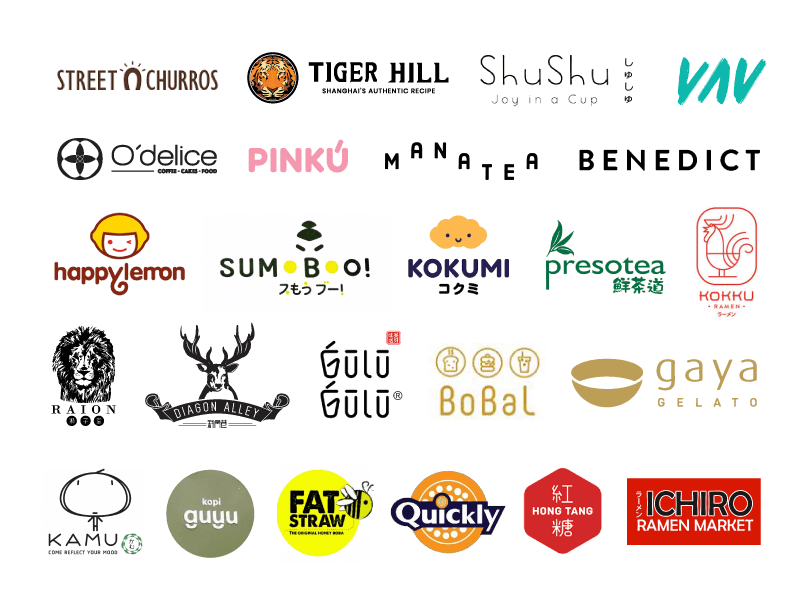 STREET CHURROS
TIGER HILL
SHANGHAI'S AUTHENTIC RECIPE
ShuShu
Joy in a Cup
しゅしゅ
VAV
O'delice
COFFIE • CAKES • FOOD
PINKÚ
MANATEA
BENEDICT
happylemon
SUMOBOO!
スもうブー!
KOKUMI
コクミ
presotea
鮮茶道
KOKKU
• RAMEN •
ラーメン
RAION
DIAGON ALLEY
GūLū
GūLū®
BoBaL
gaya
GELATO
KAMU
COME REFLECT YOUR MOOD
kopi
guyu
FAT
STRAW
THE ORIGINAL HONEY BOBA
Quickly
紅
HONG TANG
糖
ラーメン
ICHIRO
RAMEN MARKET